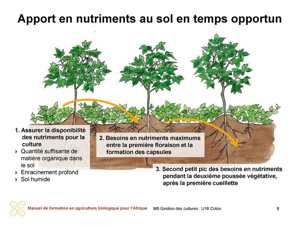 Apport en nutriments au sol en temps opportun
1. Assurer la disponibilité
des nutriments pour la
culture
› Quantité suffisante de
matière organique dans
le sol
› Enracinement profond
› Sol humide
2. Besoins en nutriments maximums
entre la première floraison et la
formation des capsules
3. Second petit pic des besoins en nutriments
pendant la deuxième poussée végétative,
après la première cueillette
Manuel de formation en agriculture biologique pour l'Afrique M9 Gestion des cultures : U16 Coton 8